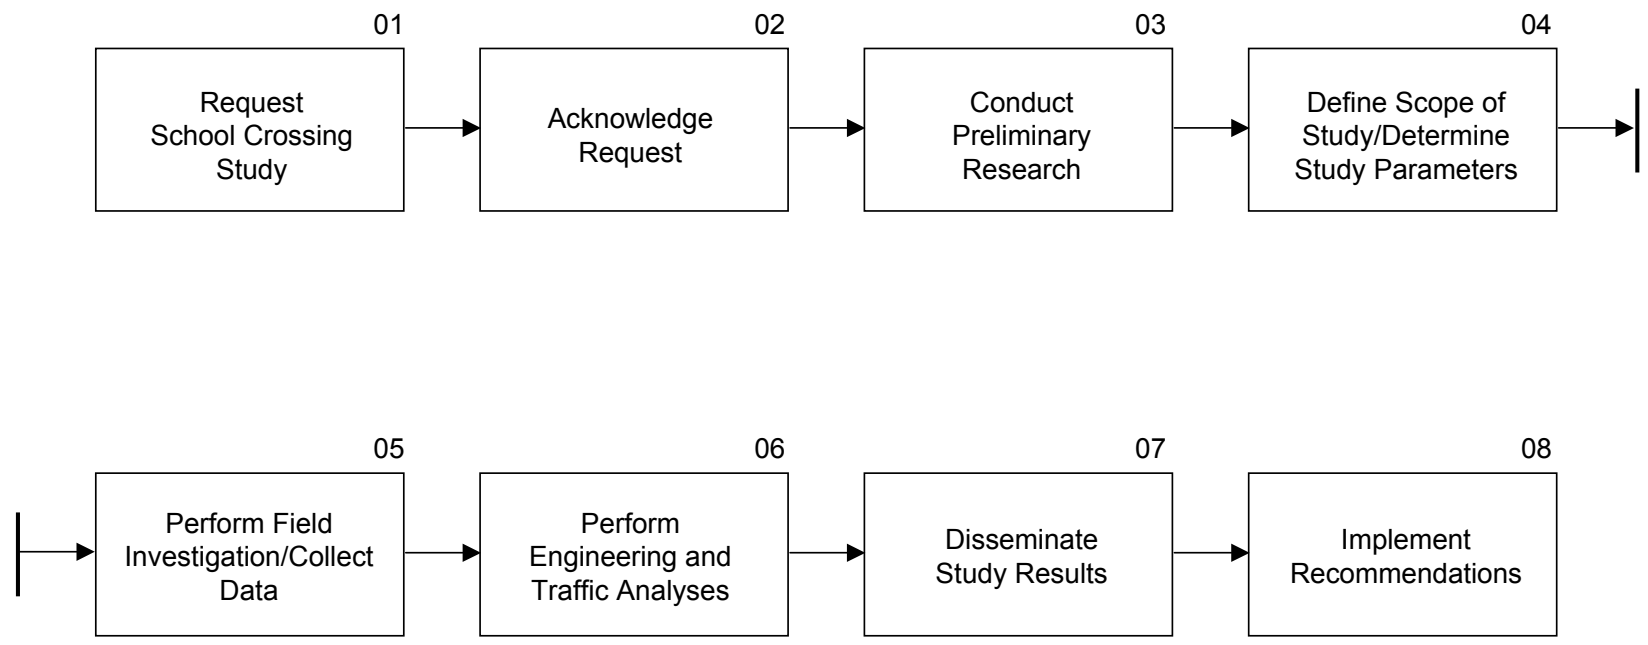 01
Request
School Crossing
Study
02
Acknowledge
Request
03
Conduct
Preliminary
Research
04
Define Scope of
Study/Determine
Study Parameters
05
Perform Field
Investigation/Collect
Data
06
Perform
Engineering and
Traffic Analyses
07
Disseminate
Study Results
08
Implement
Recommendations